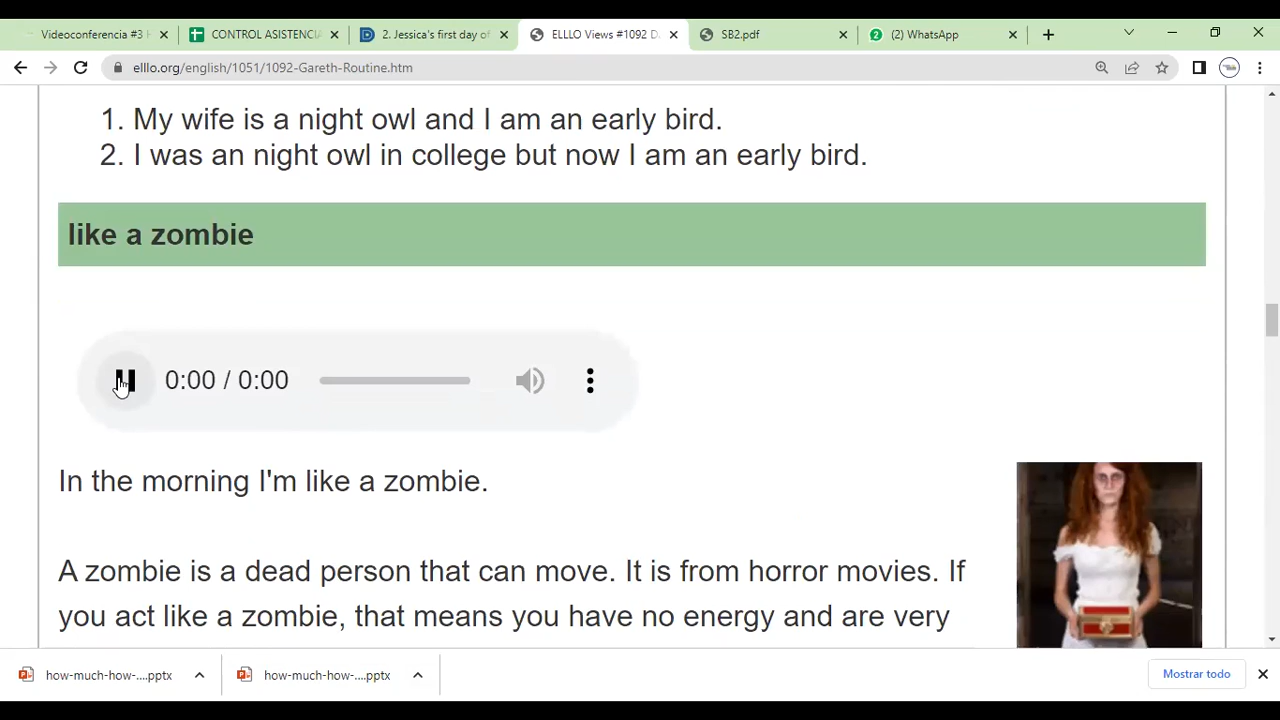 Videoconferencia #3 H
CONTROL ASISTENCIA
2. Jessica's first day of
ELLLO Views #1092 D
SB2.pdf
(2) WhatsApp
elllo.org/english/1051/1092-Gareth-Routine.htm
1. My wife is a night owl and I am an early bird.
2. I was an night owl in college but now I am an early bird.
like a zombie
0:00 / 0:00
In the morning I'm like a zombie.
A zombie is a dead person that can move. It is from horror movies. If
you act like a zombie, that means you have no energy and are very
how-much-how-....pptx
how-much-how-....pptx
Mostrar todo